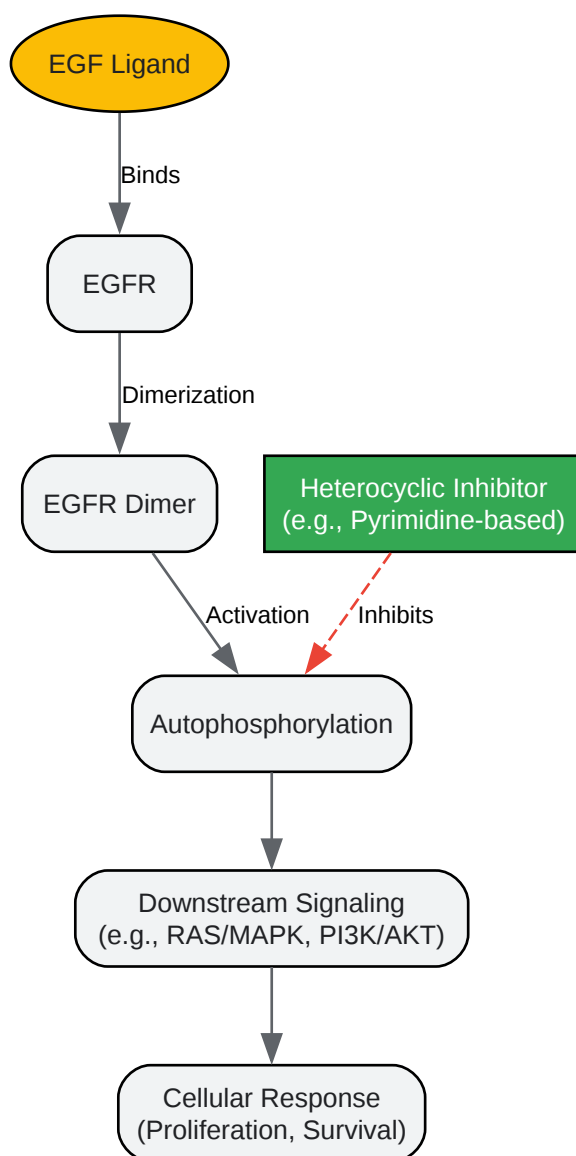 EGF Ligand
Binds
EGFR
Dimerization
EGFR Dimer
Heterocyclic Inhibitor
(e.g., Pyrimidine-based)
Activation
Inhibits
Autophosphorylation
Downstream Signaling
(e.g., RAS/MAPK, PI3K/AKT)
Cellular Response
(Proliferation, Survival)